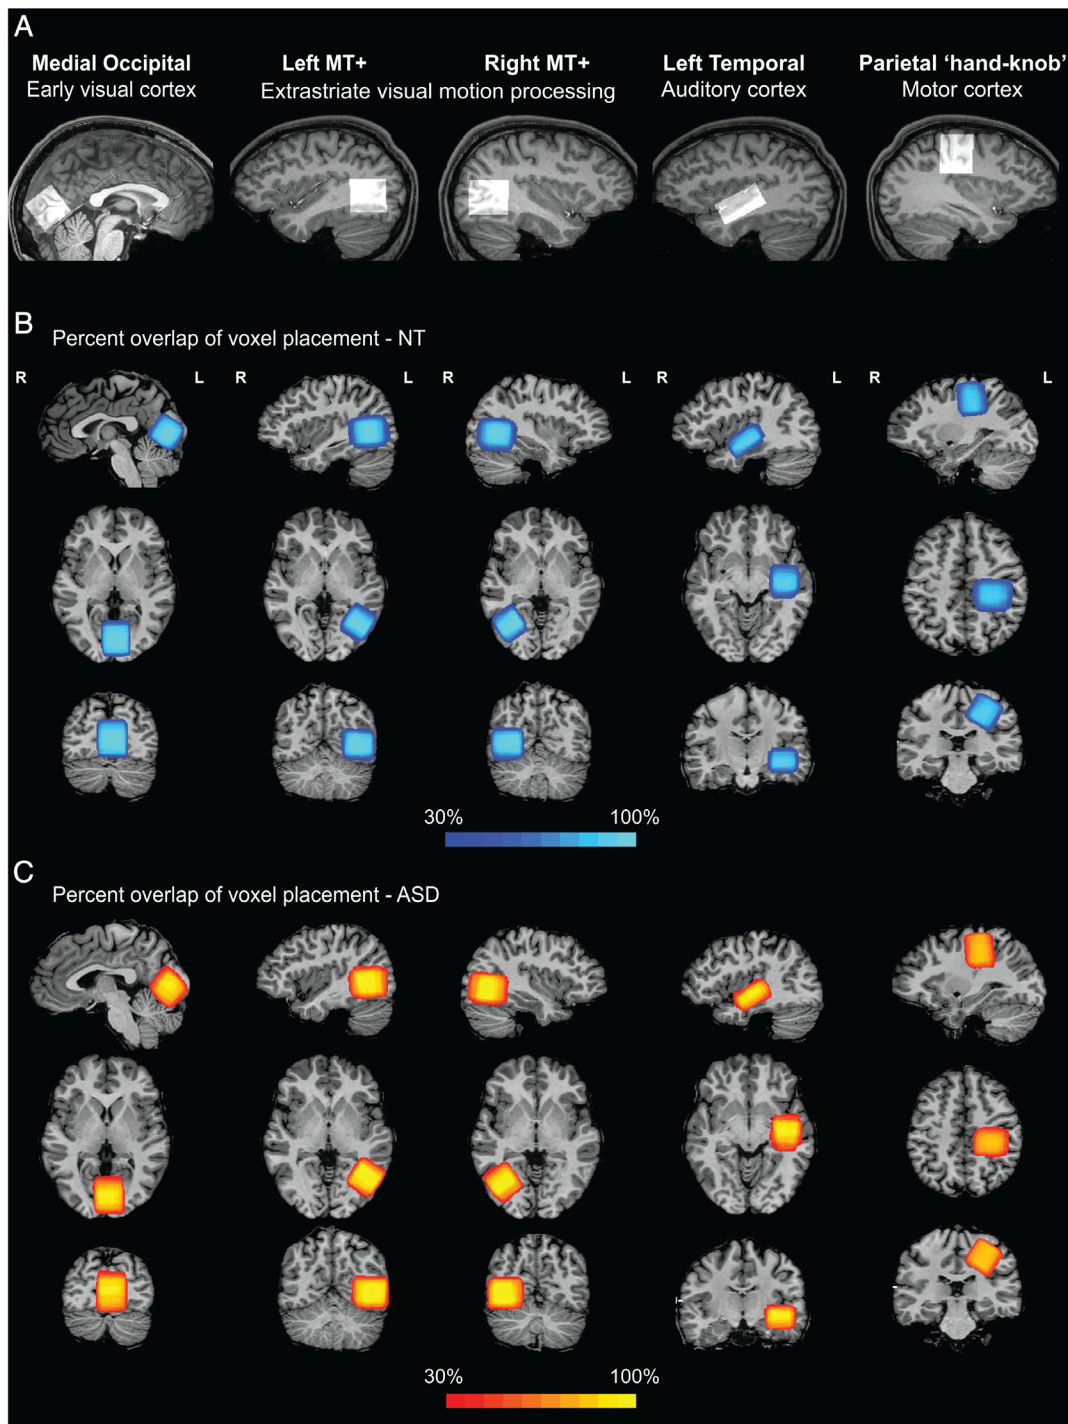 A
Medial Occipital
Early visual cortex
Left MT+
Right MT+
Extrastriate visual motion processing
Left Temporal
Auditory cortex
Parietal ‘hand-knob’
Motor cortex
B
Percent overlap of voxel placement - NT
R L R L R L R L R L
30% 100%
C
Percent overlap of voxel placement - ASD
30% 100%